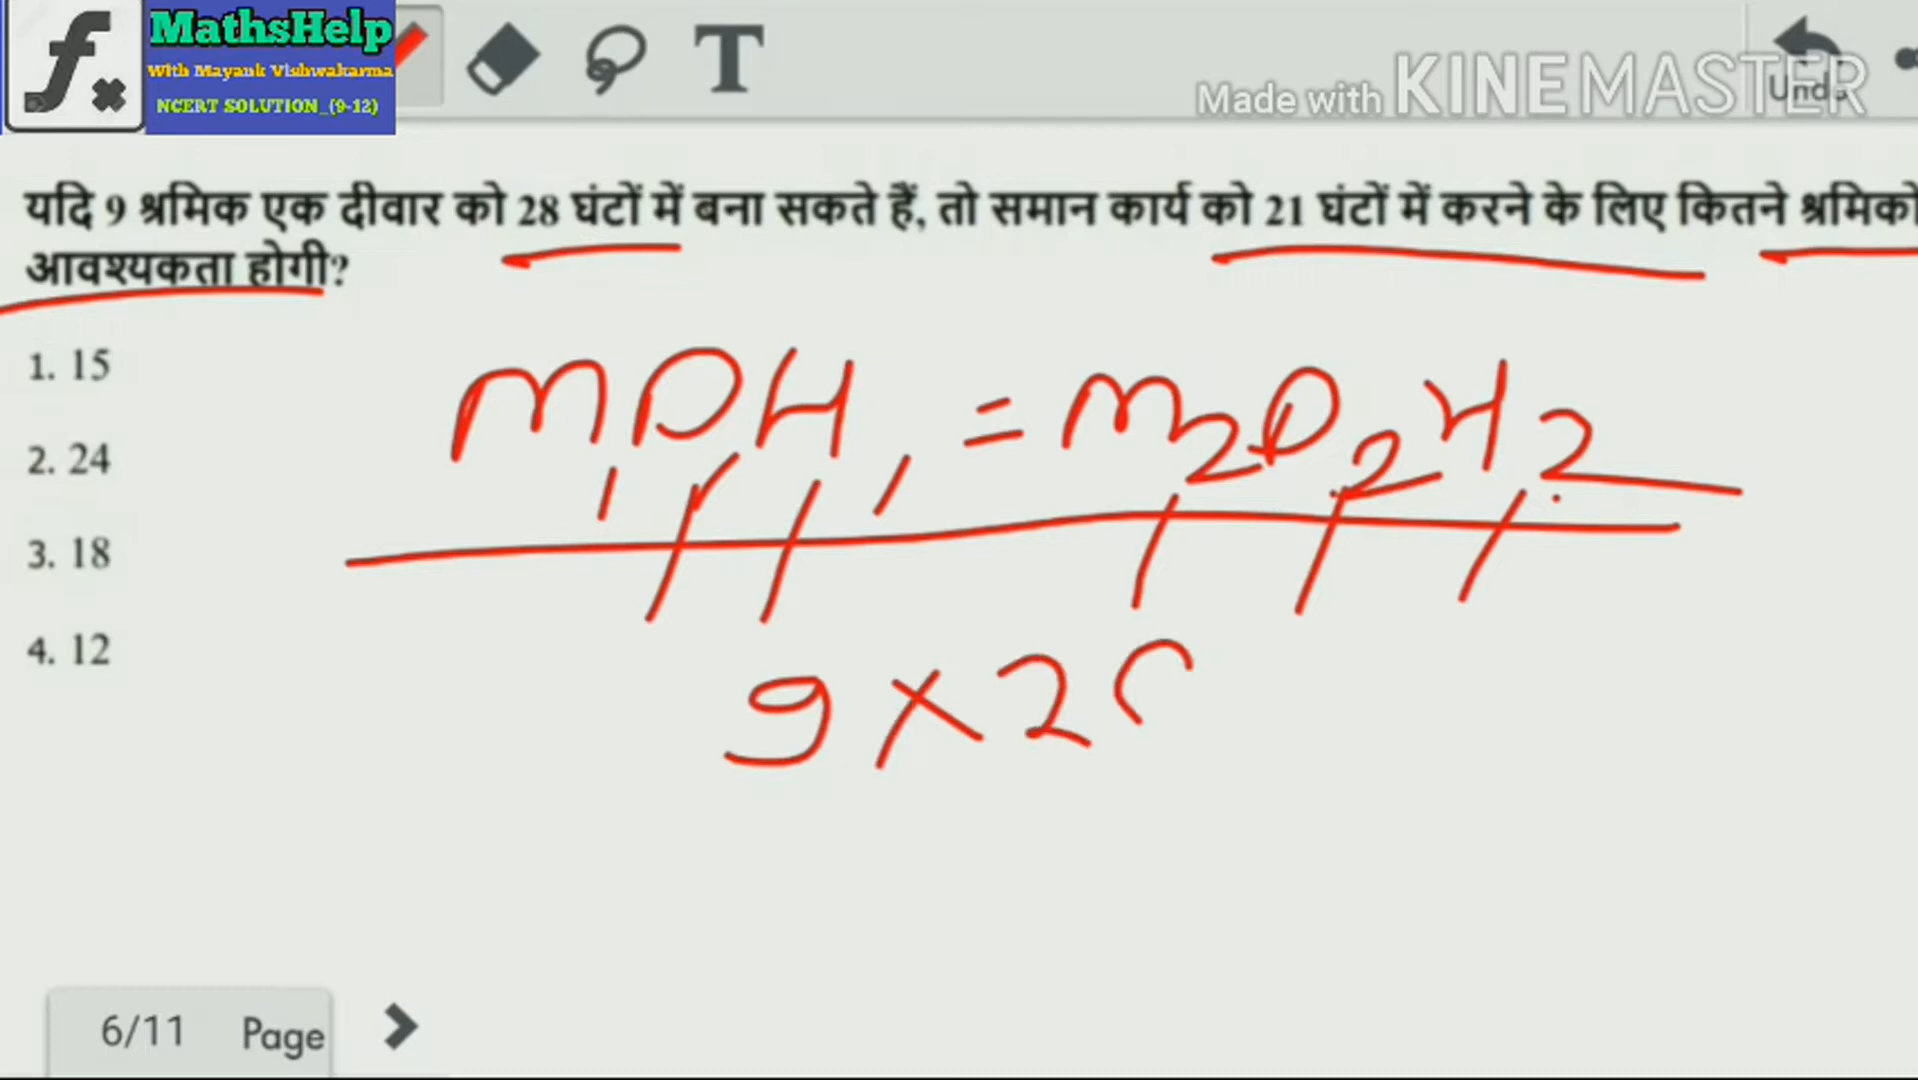 MathsHelp
With Mayank Vishwakarma
NCERT SOLUTION_(9-12)
T
Made with KINEMASTER
Undo
यदि 9 श्रमिक एक दीवार को 28 घंटों में बना सकते हैं, तो समान कार्य को 21 घंटों में करने के लिए कितने श्रमिको
आवश्यकता होगी?
1. 15
2. 24
3. 18
4. 12
M₁D₁H₁ = M₂D₂H₂
9 × 2
6/11 Page